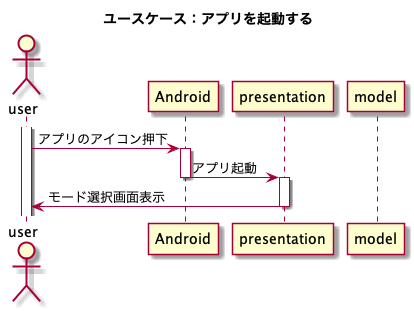 ユースケース：アプリを起動する
user
Android
presentation
model
アプリのアイコン押下
アプリ起動
モード選択画面表示
user
Android
presentation
model